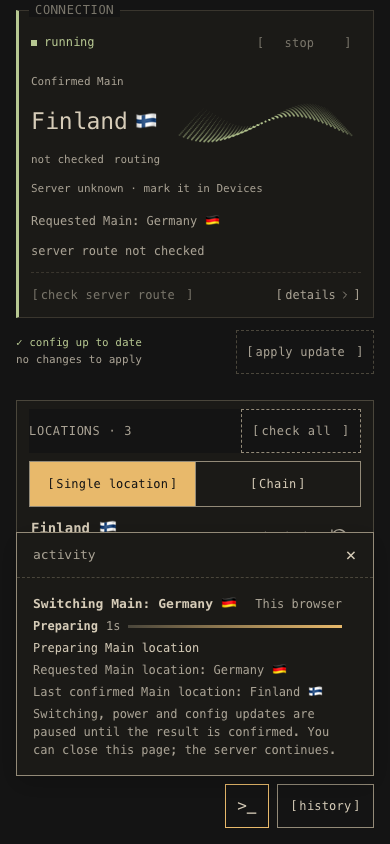 CONNECTION
running [ stop ]
Confirmed Main
Finland 🇫🇮
not checked routing
Server unknown · mark it in Devices
Requested Main: Germany 🇩🇪
server route not checked
[check server route ] [details > ]
✓ config up to date
no changes to apply
[apply update ]
LOCATIONS · 3 [check all ]
[Single location] [Chain]
Finland 🇫🇮
activity ×
Switching Main: Germany 🇩🇪 This browser
Preparing 1s
Preparing Main location
Requested Main location: Germany 🇩🇪
Last confirmed Main location: Finland 🇫🇮
Switching, power and config updates are
paused until the result is confirmed. You
can close this page; the server continues.
>_ [history]